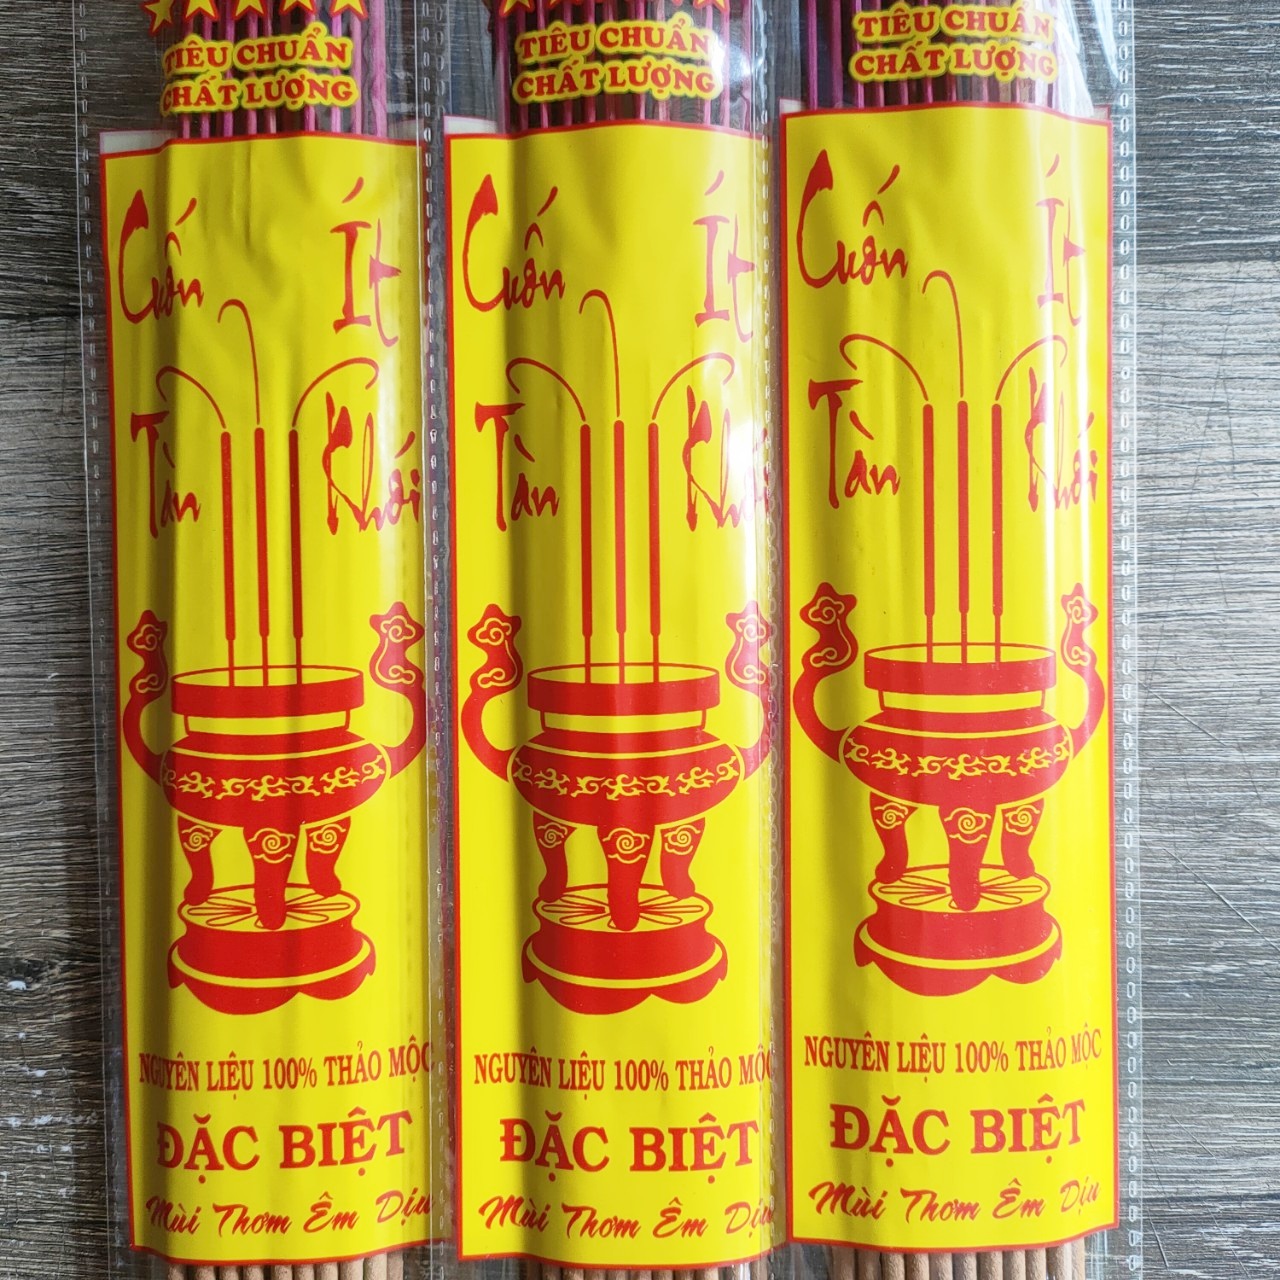 TIÊU CHUẨN
CHẤT LƯỢNG
Cuốn Ít
Tàn Khói
NGUYÊN LIỆU 100% THẢO MỘC
ĐẶC BIỆT
Mùi Thơm Êm Dịu
TIÊU CHUẨN
CHẤT LƯỢNG
Cuốn Ít
Tàn Khói
NGUYÊN LIỆU 100% THẢO MỘC
ĐẶC BIỆT
Mùi Thơm Êm Dịu
TIÊU CHUẨN
CHẤT LƯỢNG
Cuốn Ít
Tàn Khói
NGUYÊN LIỆU 100% THẢO MỘC
ĐẶC BIỆT
Mùi Thơm Êm Dịu